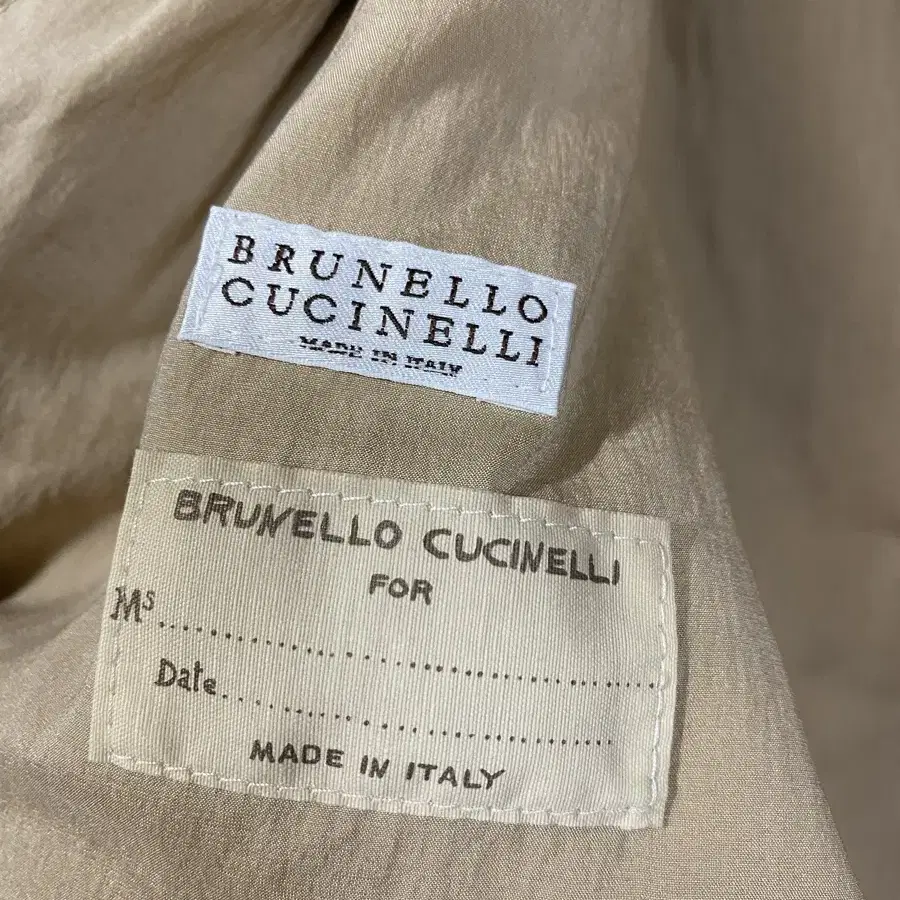 BRUNELLO
CUCINELLI
MADE IN ITALY
BRUNELLO CUCINELLI
FOR
Ms......................................................
Date.............................................
MADE IN ITALY